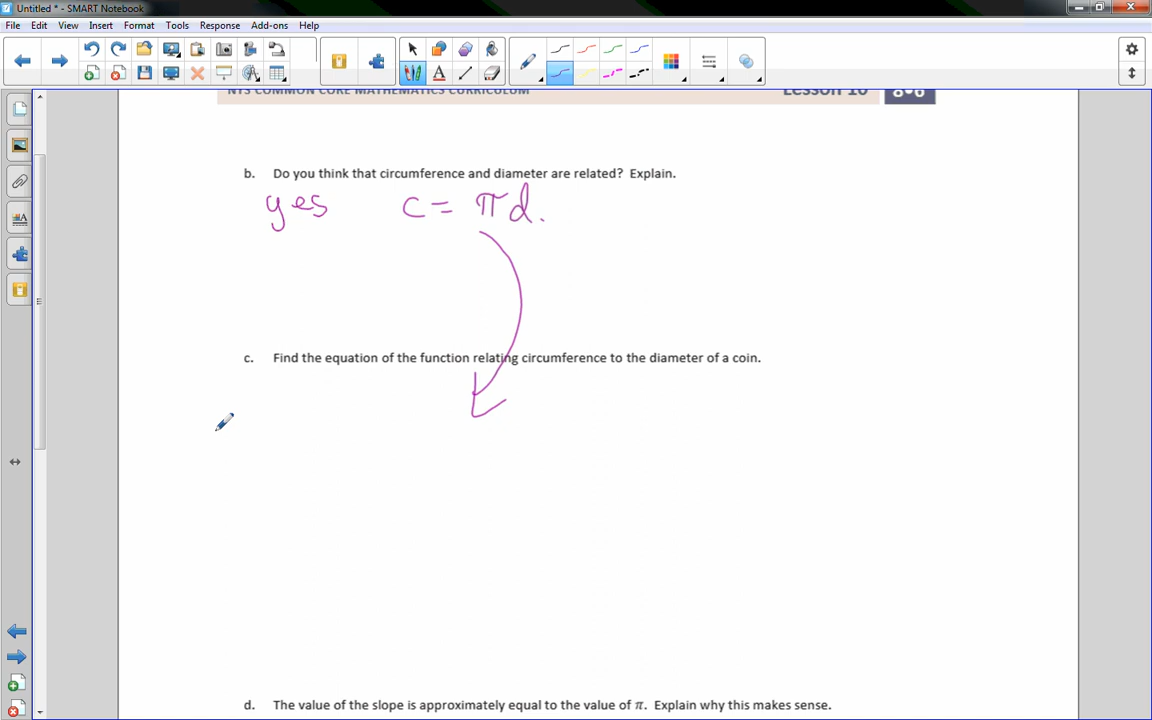 Untitled * - SMART Notebook
File Edit View Insert Format Tools Response Add-ons Help
NYS COMMON CORE MATHEMATICS CURRICULUM Lesson 10 8•6
b. Do you think that circumference and diameter are related? Explain.
yes c = πd.
c. Find the equation of the function relating circumference to the diameter of a coin.
d. The value of the slope is approximately equal to the value of π. Explain why this makes sense.